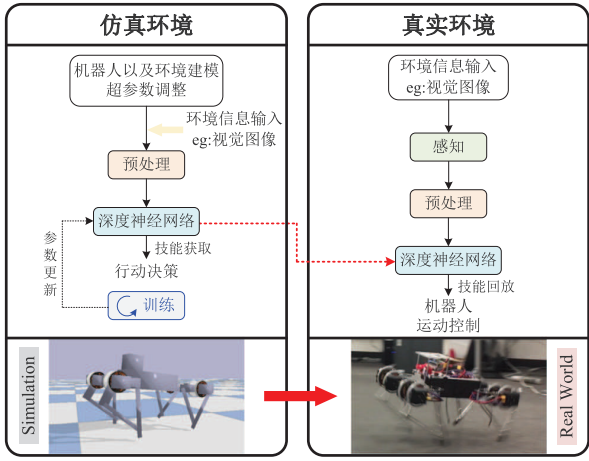 仿真环境
机器人以及环境建模
超参数调整
环境信息输入
eg:视觉图像
预处理
深度神经网络
技能获取
行动决策
参数更新
训练
Simulation
真实环境
环境信息输入
eg:视觉图像
感知
预处理
深度神经网络
技能回放
机器人
运动控制
Real World